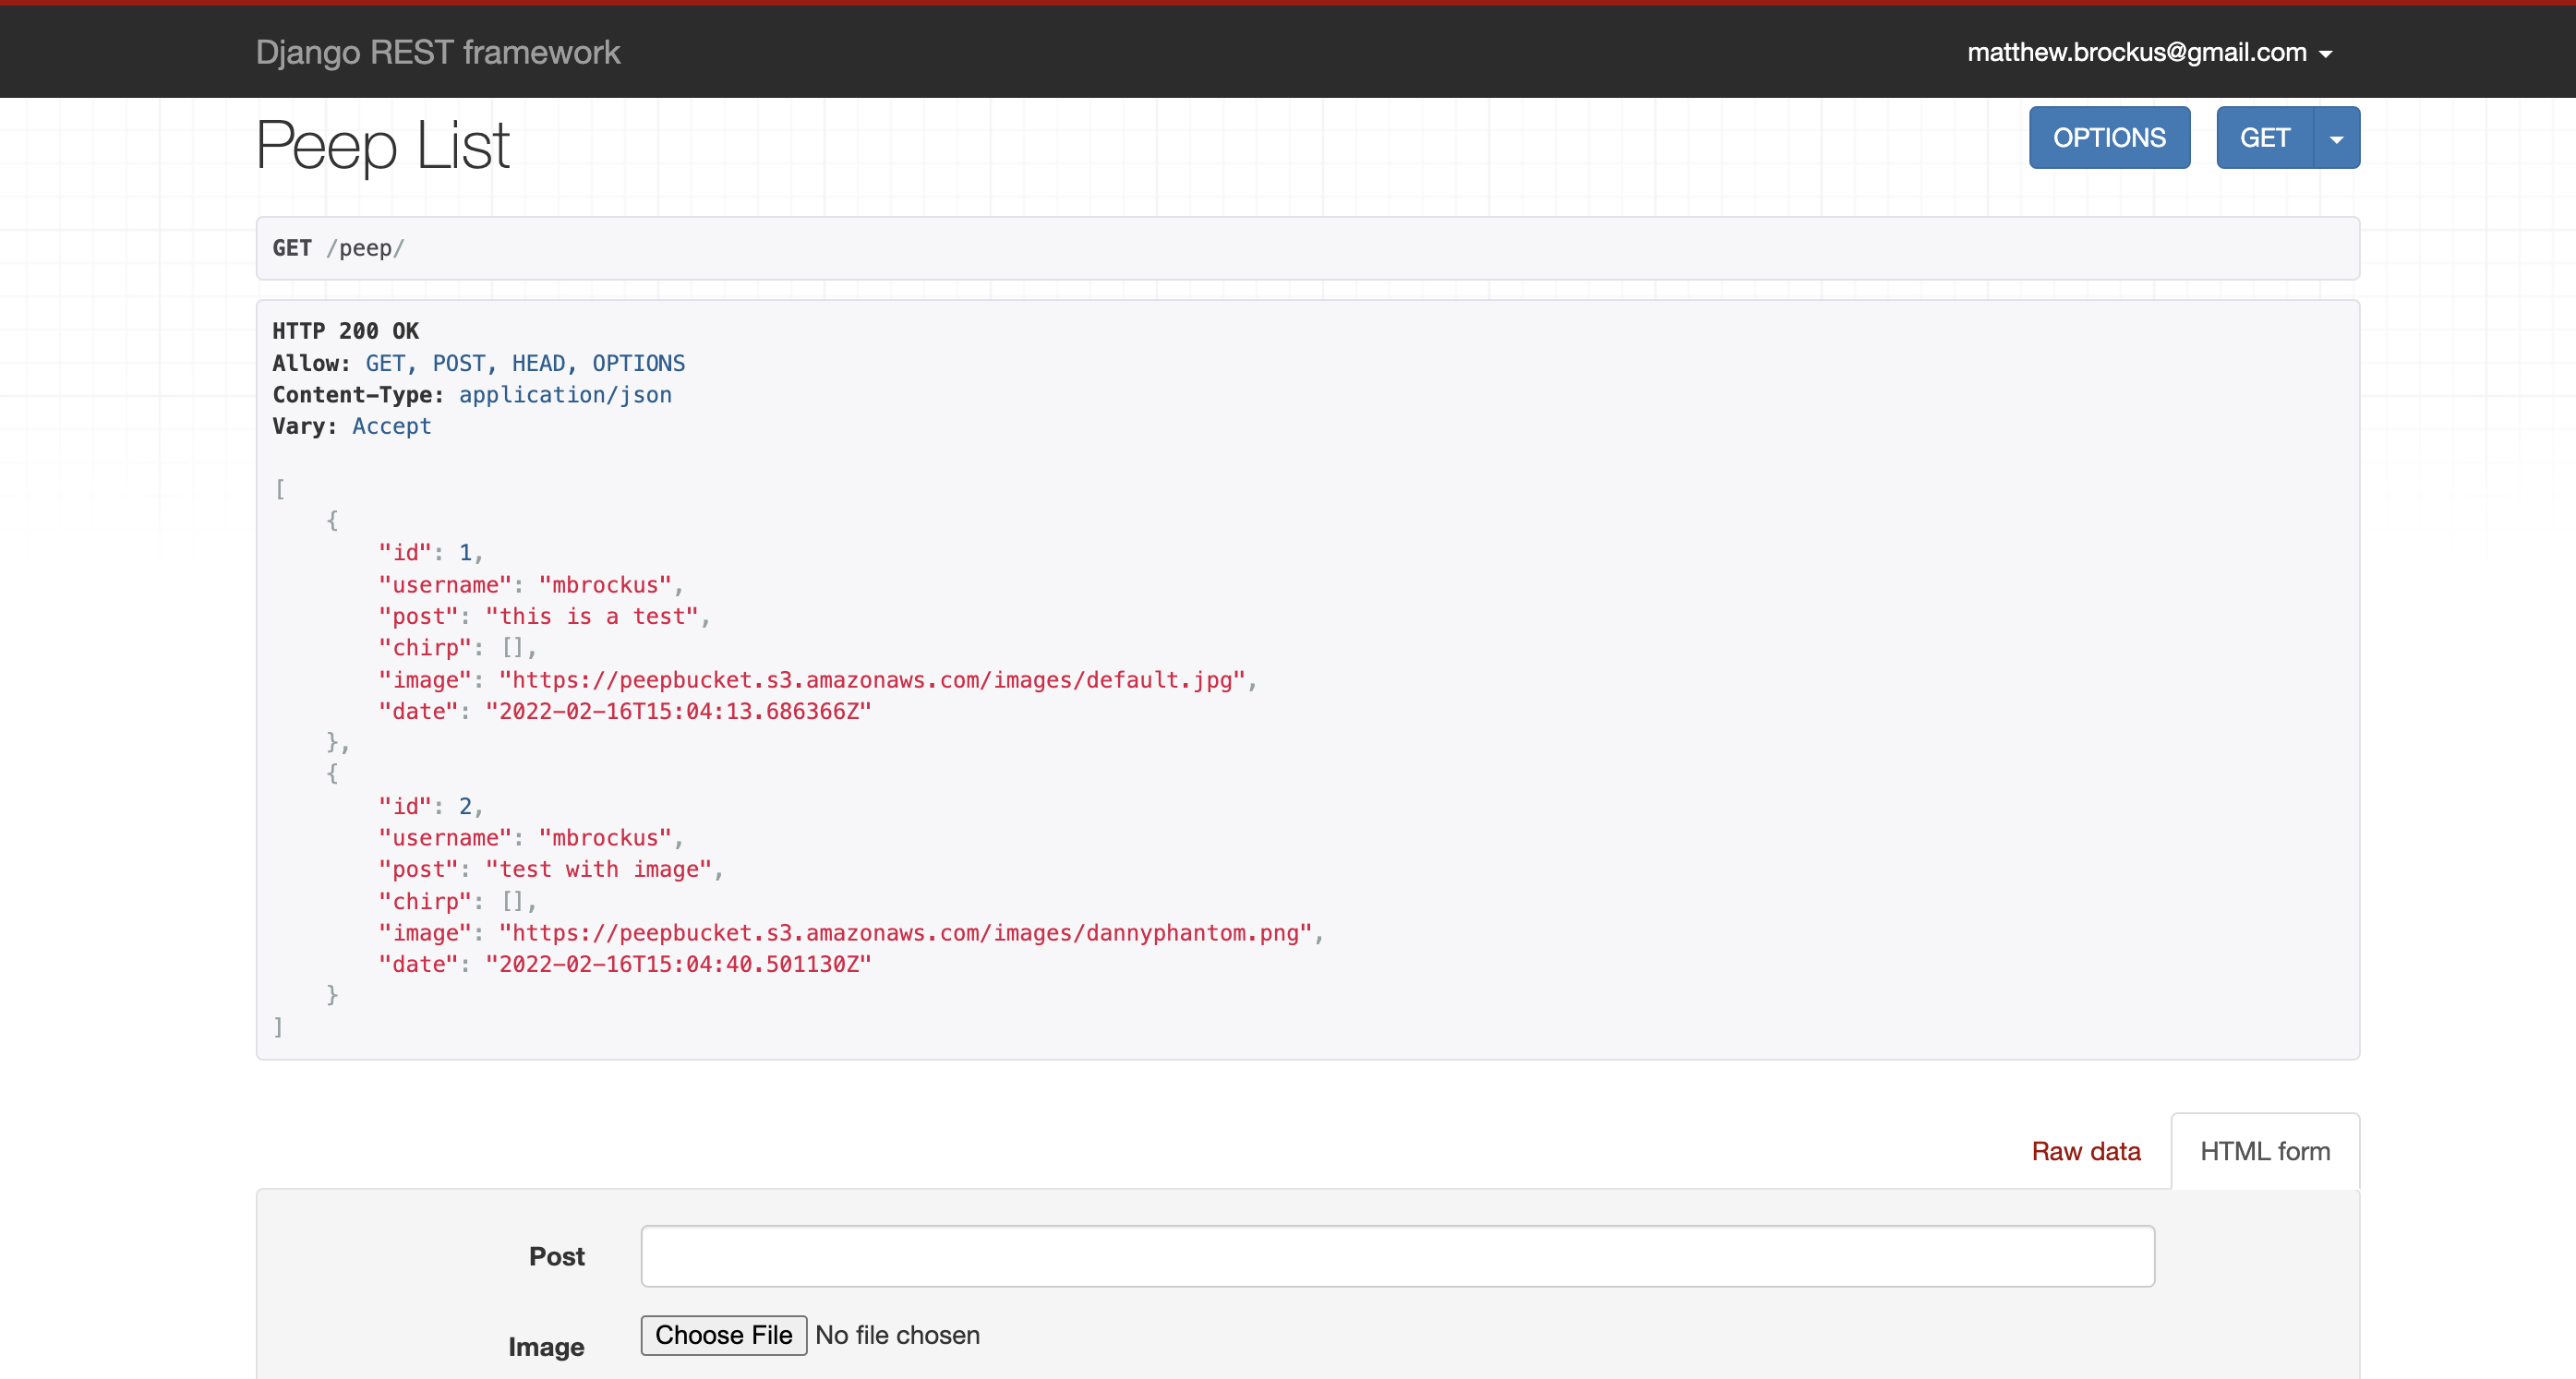 Django REST framework
matthew.brockus@gmail.com
Peep List
OPTIONS
GET
GET /peep/
HTTP 200 OK
Allow: GET, POST, HEAD, OPTIONS
Content-Type: application/json
Vary: Accept
[
    {
        "id": 1,
        "username": "mbrockus",
        "post": "this is a test",
        "chirp": [],
        "image": "https://peepbucket.s3.amazonaws.com/images/default.jpg",
        "date": "2022-02-16T15:04:13.686366Z"
    },
    {
        "id": 2,
        "username": "mbrockus",
        "post": "test with image",
        "chirp": [],
        "image": "https://peepbucket.s3.amazonaws.com/images/dannyphantom.png",
        "date": "2022-02-16T15:04:40.501130Z"
    }
]
Raw data
HTML form
Post
Image
Choose File No file chosen